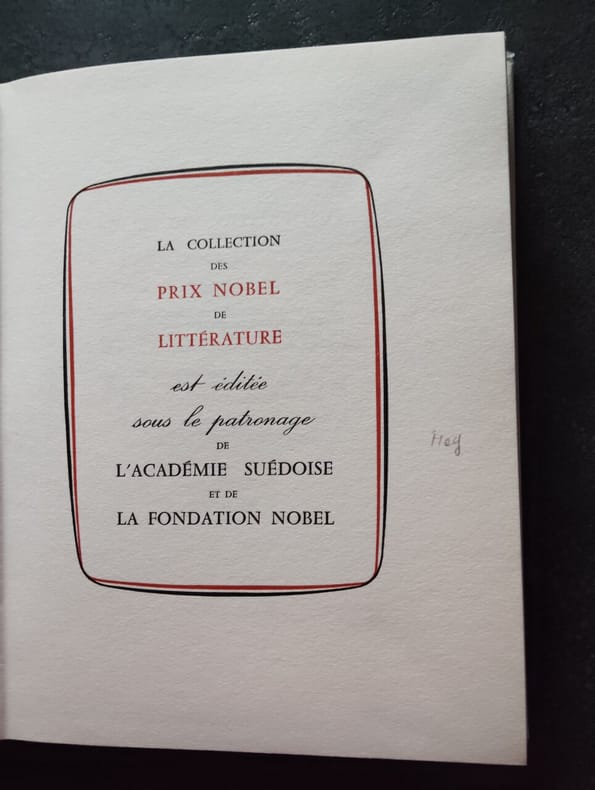 LA COLLECTION
DES
PRIX NOBEL
DE
LITTÉRATURE
est éditée
sous le patronage
DE
L'ACADÉMIE SUÉDOISE
ET DE
LA FONDATION NOBEL